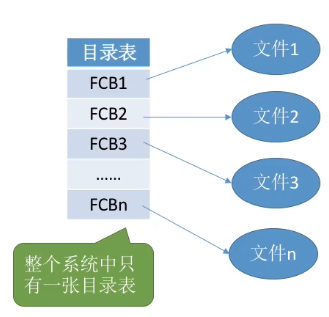 目录表
FCB1
FCB2
FCB3
……
FCBn
文件1
文件2
文件3
文件n
整个系统中只
有一张目录表